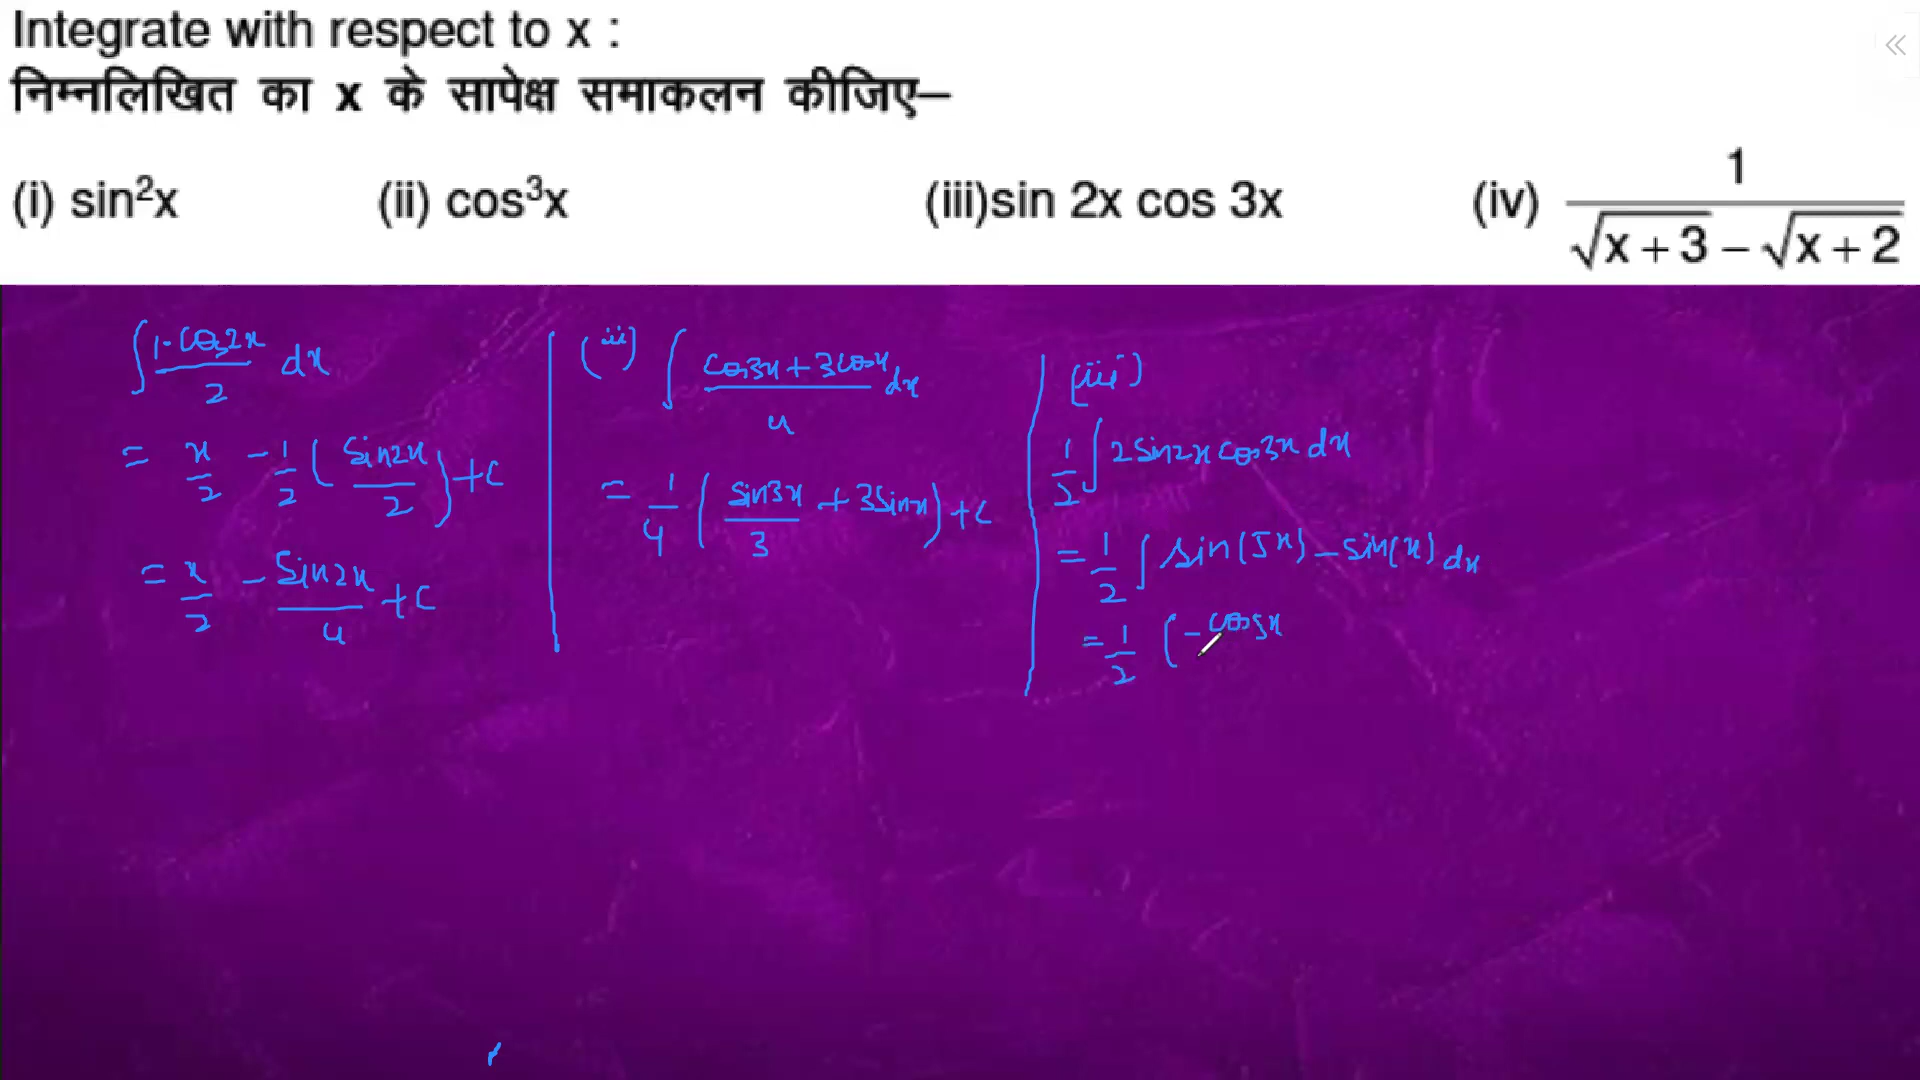 Integrate with respect to x :
निम्नलिखित का x के सापेक्ष समाकलन कीजिए–
(i) sin²x (ii) cos³x (iii)sin 2x cos 3x (iv) 1/(√(x + 3) – √(x + 2))
∫ (1-cos2x)/2 dx
= x/2 - 1/2 (sin2x/2) + c
= x/2 - sin2x/4 + c
(iii) ∫ (cos3x + 3cosx)/4 dx
= 1/4 (sin3x/3 + 3sinx) + c
(iii)
1/2 ∫ 2sin2x cos3x dx
= 1/2 ∫ sin(5x) - sin(x) dx
= 1/2 (-cos5x